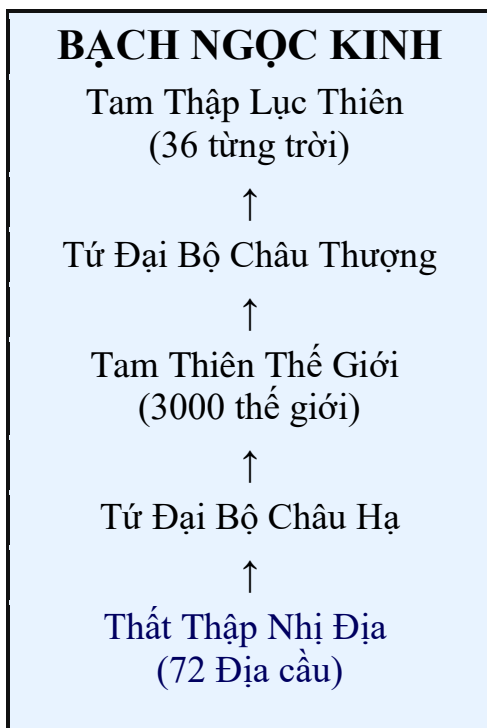 BẠCH NGỌC KINH
Tam Thập Lục Thiên
(36 từng trời)
↑
Tứ Đại Bộ Châu Thượng
↑
Tam Thiên Thế Giới
(3000 thế giới)
↑
Tứ Đại Bộ Châu Hạ
↑
Thất Thập Nhị Địa
(72 Địa cầu)